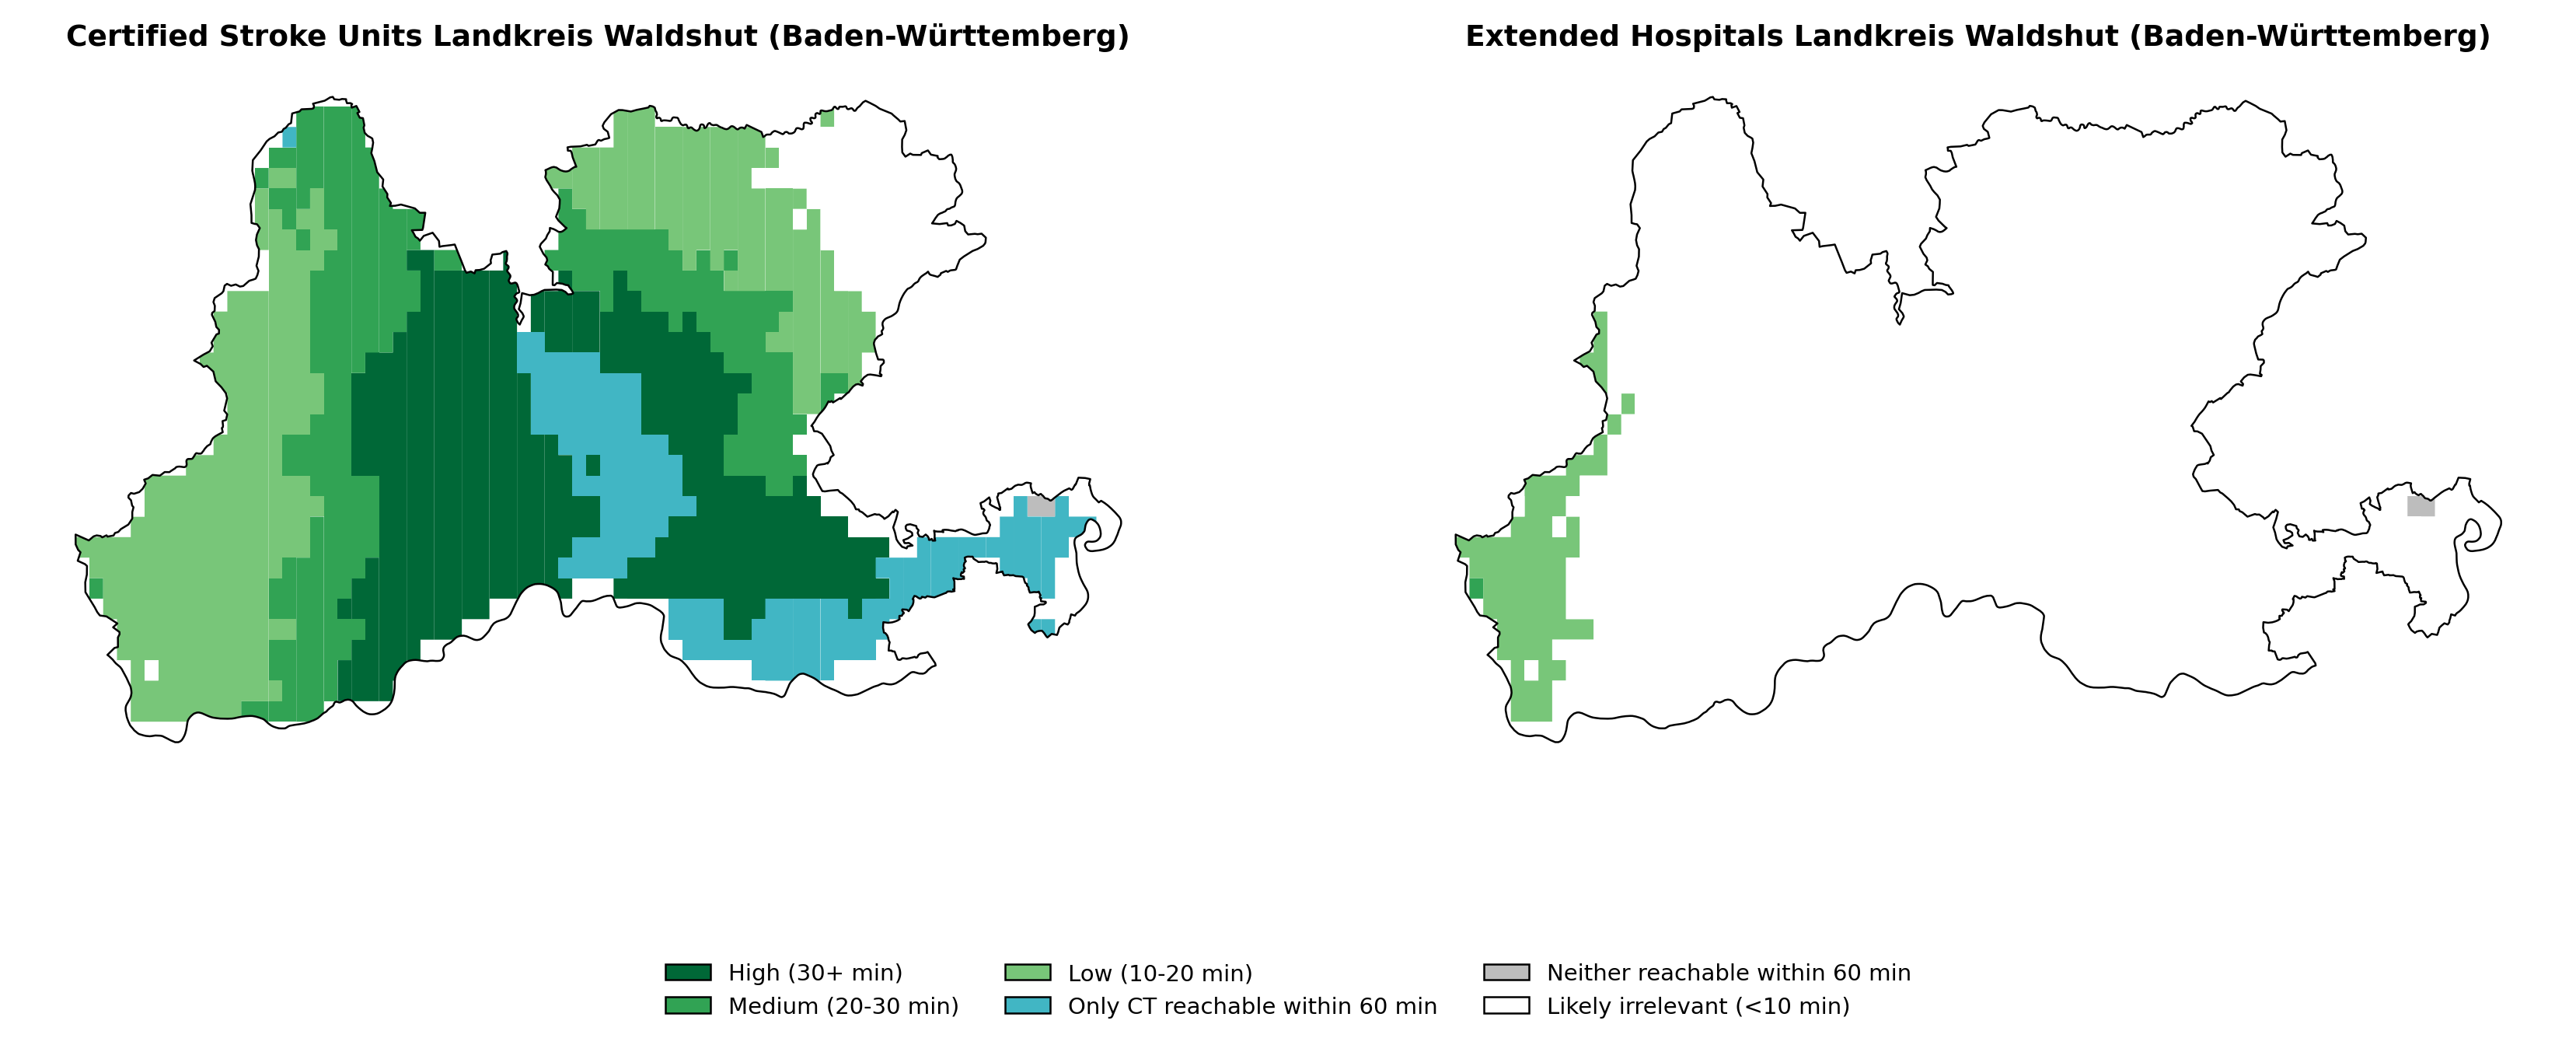 Certified Stroke Units Landkreis Waldshut (Baden-Württemberg)
Extended Hospitals Landkreis Waldshut (Baden-Württemberg)
High (30+ min)
Medium (20-30 min)
Low (10-20 min)
Only CT reachable within 60 min
Neither reachable within 60 min
Likely irrelevant (<10 min)